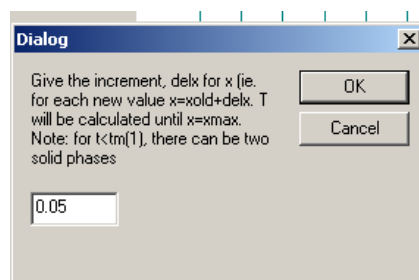 Dialog
Give the increment, delx for x (ie.
for each new value x=xold+delx. T
will be calculated until x=xmax.
Note: for t<tm(1), there can be two
solid phases
OK
Cancel
0.05